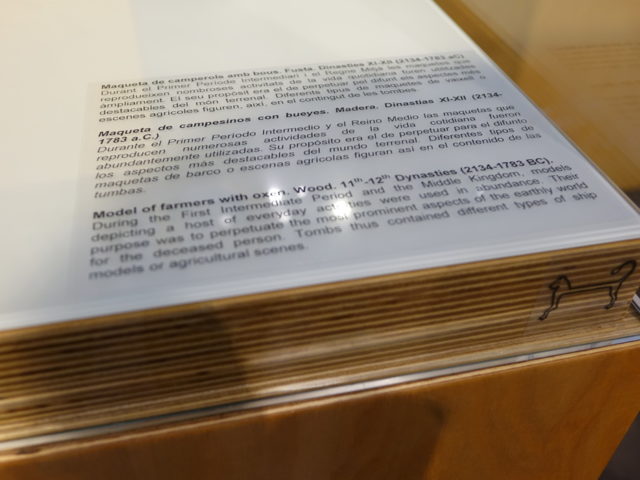 Maqueta de camperols amb bous. Fusta. Dinasties XI-XII (2134-1783 aC)
Durant el Primer Període Intermediari i el Regne Mitjà les maquetes que
reprodueixen nombroses activitats de la vida quotidiana foren utilitzades
àmpliament. El seu propòsit era el de perpetuar pel difunt els aspectes més
destacables del món terrenal. Diferents tipus de maquetes de vaixell o
escenes agrícoles figuren, així, en el contingut de les tombes.
Maqueta de campesinos con bueyes. Madera. Dinastías XI-XII (2134-
1783 a.C.)
Durante el Primer Período Intermedio y el Reino Medio las maquetas que
reproducen numerosas actividades de la vida cotidiana fueron
abundantemente utilizadas. Su propósito era el de perpetuar para el difunto
los aspectos más destacables del mundo terrenal. Diferentes tipos de
maquetas de barco o escenas agrícolas figuran así en el contenido de las
tumbas.
Model of farmers with oxen. Wood. 11th-12th Dynasties (2134-1783 BC).
During the First Intermediate Period and the Middle Kingdom, models
depicting a host of everyday activities were used in abundance. Their
purpose was to perpetuate the most prominent aspects of the earthly world
for the deceased person. Tombs thus contained different types of ship
models or agricultural scenes.